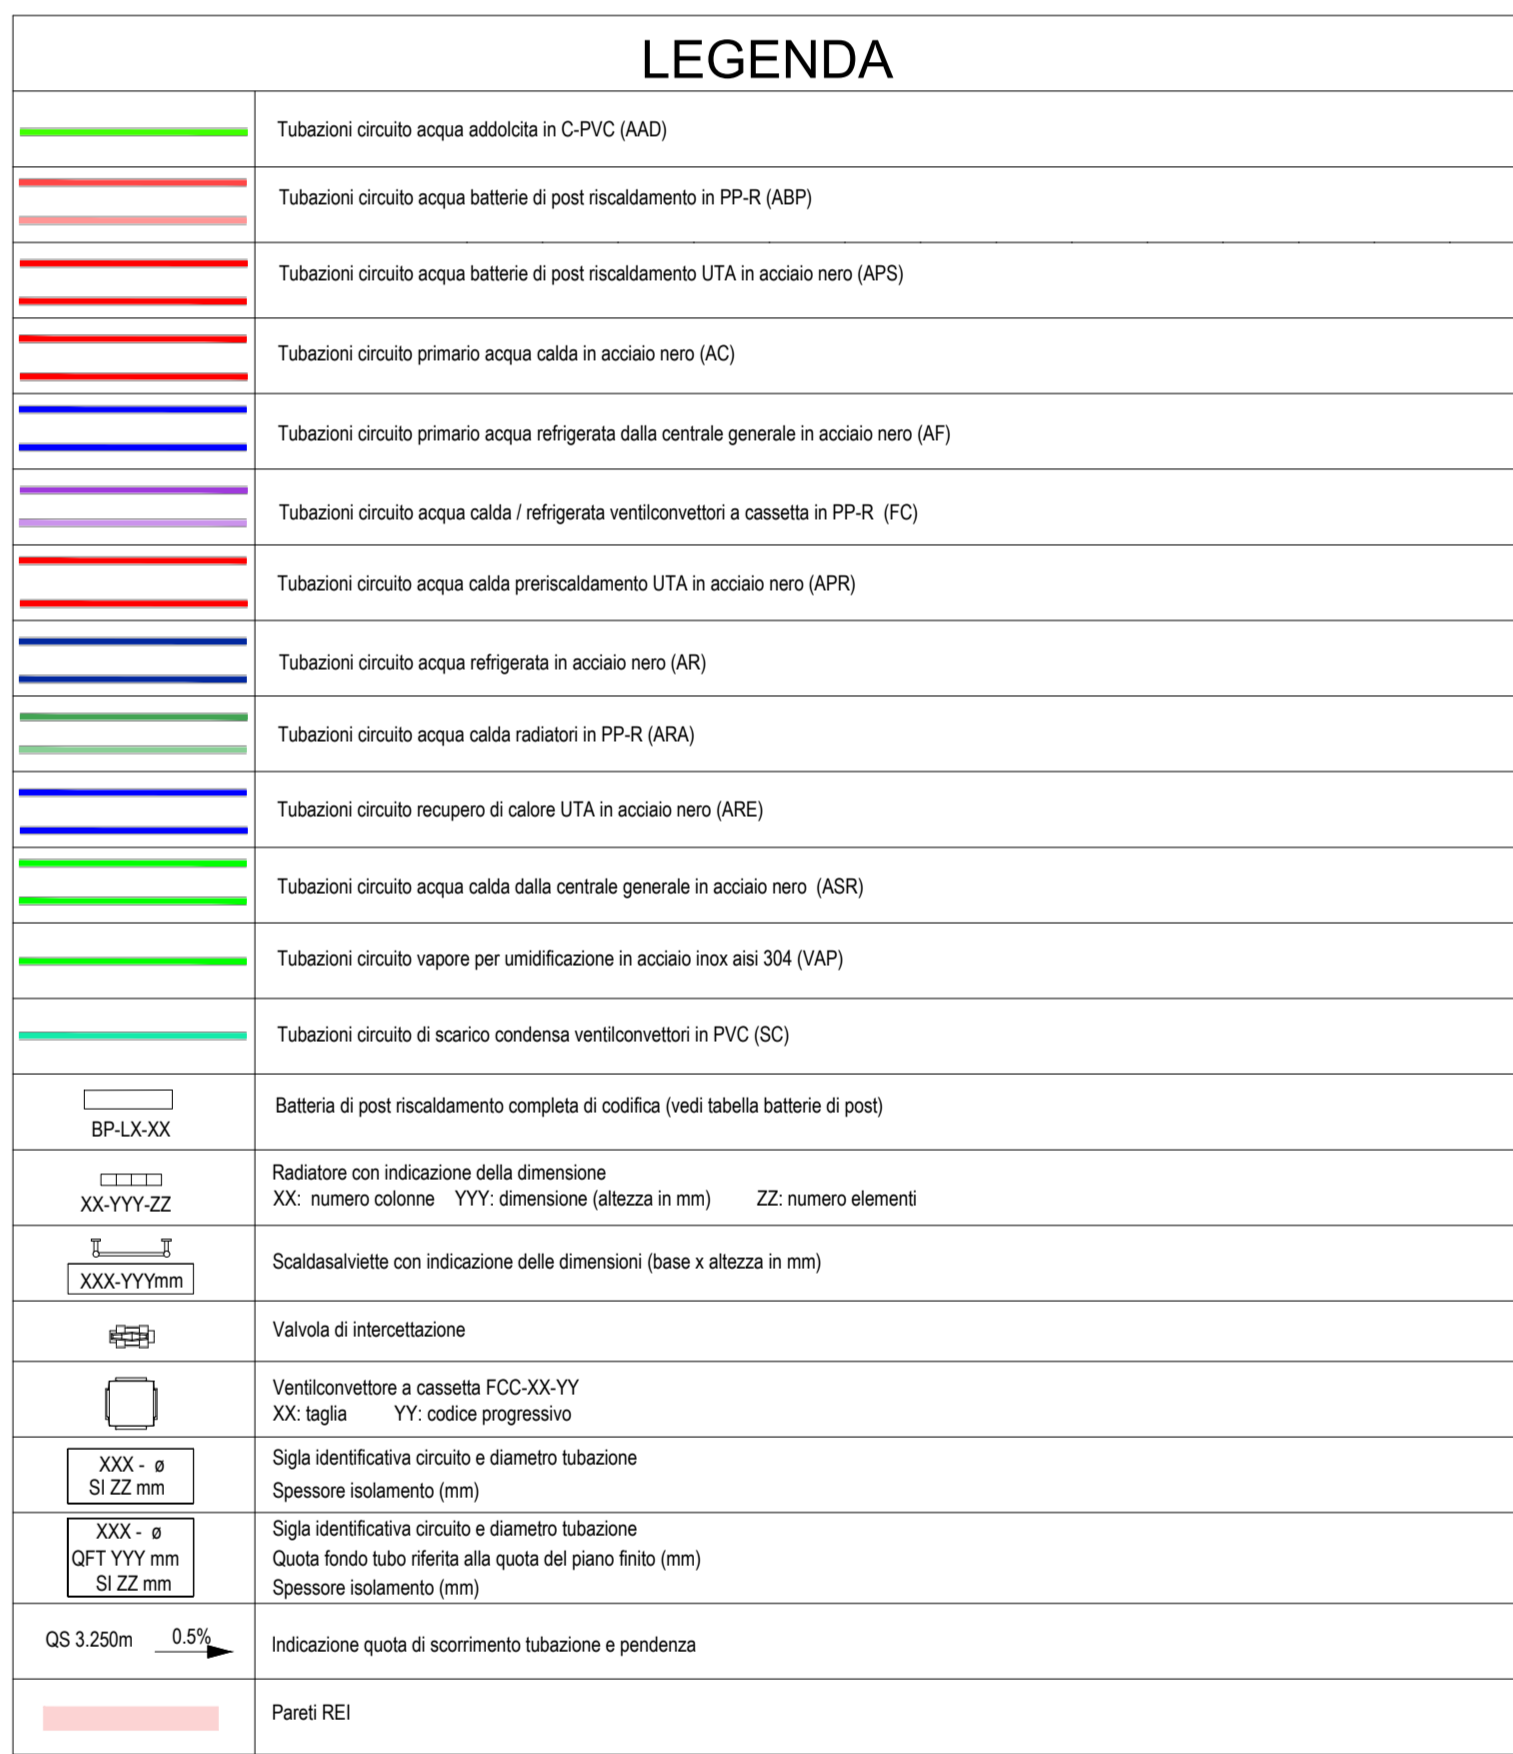 LEGENDA
Tubazioni circuito acqua addolcita in C-PVC (AAD)
Tubazioni circuito acqua batterie di post riscaldamento in PP-R (ABP)
Tubazioni circuito acqua batterie di post riscaldamento UTA in acciaio nero (APS)
Tubazioni circuito primario acqua calda in acciaio nero (AC)
Tubazioni circuito primario acqua refrigerata dalla centrale generale in acciaio nero (AF)
Tubazioni circuito acqua calda / refrigerata ventilconvettori a cassetta in PP-R (FC)
Tubazioni circuito acqua calda preriscaldamento UTA in acciaio nero (APR)
Tubazioni circuito acqua refrigerata in acciaio nero (AR)
Tubazioni circuito acqua calda radiatori in PP-R (ARA)
Tubazioni circuito recupero di calore UTA in acciaio nero (ARE)
Tubazioni circuito acqua calda dalla centrale generale in acciaio nero (ASR)
Tubazioni circuito vapore per umidificazione in acciaio inox aisi 304 (VAP)
Tubazioni circuito di scarico condensa ventilconvettori in PVC (SC)
BP-LX-XX
Batteria di post riscaldamento completa di codifica (vedi tabella batterie di post)
XX-YYY-ZZ
Radiatore con indicazione della dimensione
XX: numero colonne YYY: dimensione (altezza in mm) ZZ: numero elementi
XXX-YYYmm
Scaldasalviette con indicazione delle dimensioni (base x altezza in mm)
Valvola di intercettazione
Ventilconvettore a cassetta FCC-XX-YY
XX: taglia YY: codice progressivo
XXX - ø
SI ZZ mm
Sigla identificativa circuito e diametro tubazione
Spessore isolamento (mm)
XXX - ø
QFT YYY mm
SI ZZ mm
Sigla identificativa circuito e diametro tubazione
Quota fondo tubo riferita alla quota del piano finito (mm)
Spessore isolamento (mm)
QS 3.250m 0.5%
Indicazione quota di scorrimento tubazione e pendenza
Pareti REI